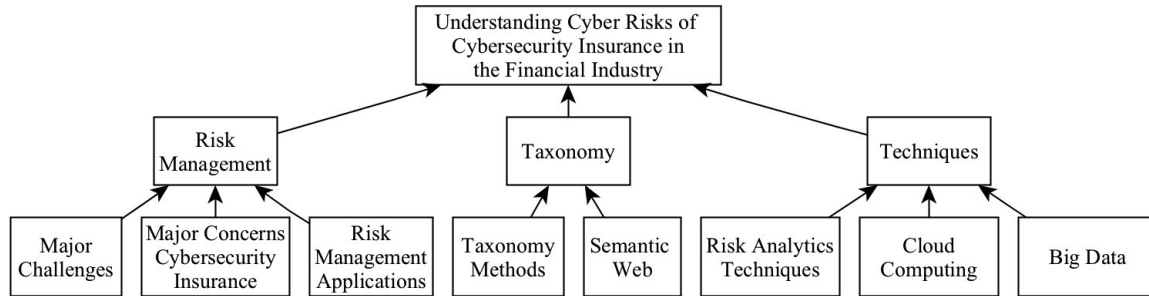 Understanding Cyber Risks of
Cybersecurity Insurance in
the Financial Industry
Risk
Management
Taxonomy
Techniques
Major
Challenges
Major Concerns
Cybersecurity
Insurance
Risk
Management
Applications
Taxonomy
Methods
Semantic
Web
Risk Analytics
Techniques
Cloud
Computing
Big Data